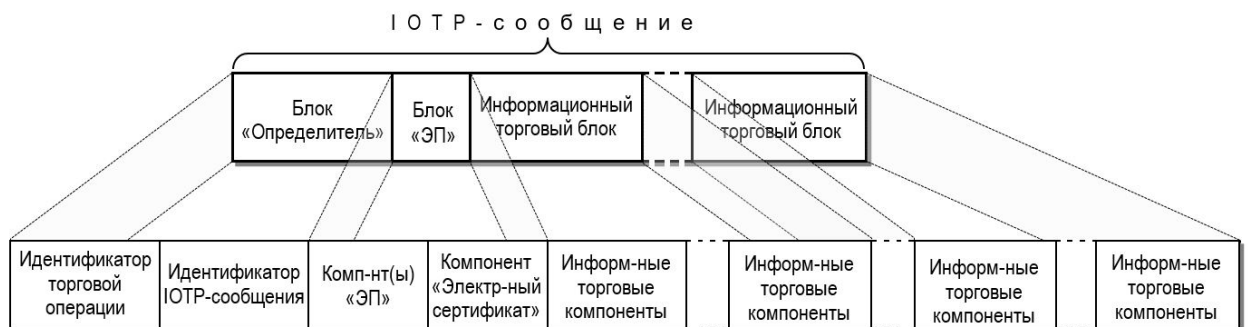 IOTP-сообщение
Блок
«Определитель»
Блок
«ЭП»
Информационный
торговый блок
Информационный
торговый блок
Идентификатор
торговой
операции
Идентификатор
IOTP-сообщения
Комп-нт(ы)
«ЭП»
Компонент
«Электр-ный
сертификат»
Информ-ные
торговые
компоненты
Информ-ные
торговые
компоненты
Информ-ные
торговые
компоненты
Информ-ные
торговые
компоненты